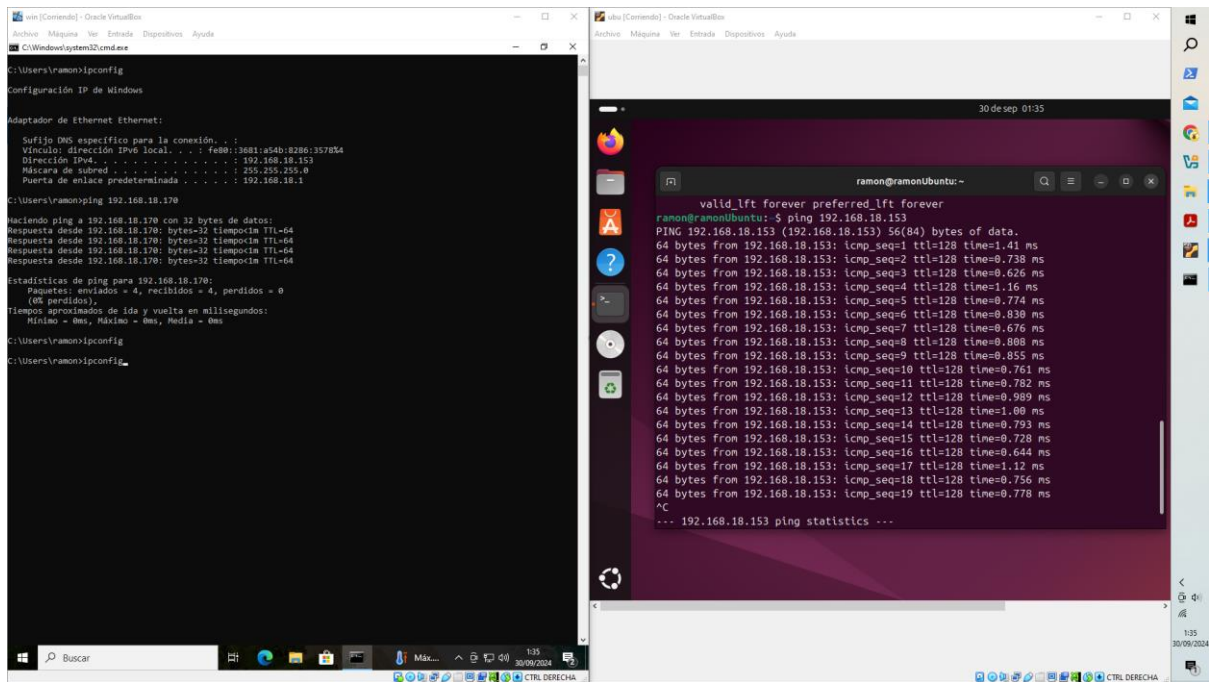 win [Corriendo] - Oracle VirtualBox
Archivo Máquina Ver Entrada Dispositivos Ayuda
C:\Windows\system32\cmd.exe
C:\Users\ramon>ipconfig
Configuración IP de Windows
Adaptador de Ethernet Ethernet:
Sufijo DNS específico para la conexión. . :
Vínculo: dirección IPv6 local. . . : fe80::3681:a54b:8286:3578%4
Dirección IPv4. . . . . . . . . . . . . . : 192.168.18.153
Máscara de subred . . . . . . . . . . . . : 255.255.255.0
Puerta de enlace predeterminada . . . . . : 192.168.18.1
C:\Users\ramon>ping 192.168.18.170
Haciendo ping a 192.168.18.170 con 32 bytes de datos:
Respuesta desde 192.168.18.170: bytes=32 tiempo<1m TTL=64
Respuesta desde 192.168.18.170: bytes=32 tiempo<1m TTL=64
Respuesta desde 192.168.18.170: bytes=32 tiempo<1m TTL=64
Respuesta desde 192.168.18.170: bytes=32 tiempo<1m TTL=64
Estadísticas de ping para 192.168.18.170:
Paquetes: enviados = 4, recibidos = 4, perdidos = 0
(0% perdidos),
Tiempos aproximados de ida y vuelta en milisegundos:
Mínimo = 0ms, Máximo = 0ms, Media = 0ms
C:\Users\ramon>ipconfig
C:\Users\ramon>ipconfig_
Buscar
Máx....
1:35
30/09/2024
CTRL DERECHA
ubu [Corriendo] - Oracle VirtualBox
Archivo Máquina Ver Entrada Dispositivos Ayuda
30 de sep 01:35
ramon@ramonUbuntu: ~
valid_lft forever preferred_lft forever
ramon@ramonUbuntu:~$ ping 192.168.18.153
PING 192.168.18.153 (192.168.18.153) 56(84) bytes of data.
64 bytes from 192.168.18.153: icmp_seq=1 ttl=128 time=1.41 ms
64 bytes from 192.168.18.153: icmp_seq=2 ttl=128 time=0.738 ms
64 bytes from 192.168.18.153: icmp_seq=3 ttl=128 time=0.626 ms
64 bytes from 192.168.18.153: icmp_seq=4 ttl=128 time=1.16 ms
64 bytes from 192.168.18.153: icmp_seq=5 ttl=128 time=0.774 ms
64 bytes from 192.168.18.153: icmp_seq=6 ttl=128 time=0.830 ms
64 bytes from 192.168.18.153: icmp_seq=7 ttl=128 time=0.676 ms
64 bytes from 192.168.18.153: icmp_seq=8 ttl=128 time=0.808 ms
64 bytes from 192.168.18.153: icmp_seq=9 ttl=128 time=0.855 ms
64 bytes from 192.168.18.153: icmp_seq=10 ttl=128 time=0.761 ms
64 bytes from 192.168.18.153: icmp_seq=11 ttl=128 time=0.782 ms
64 bytes from 192.168.18.153: icmp_seq=12 ttl=128 time=0.989 ms
64 bytes from 192.168.18.153: icmp_seq=13 ttl=128 time=1.00 ms
64 bytes from 192.168.18.153: icmp_seq=14 ttl=128 time=0.793 ms
64 bytes from 192.168.18.153: icmp_seq=15 ttl=128 time=0.728 ms
64 bytes from 192.168.18.153: icmp_seq=16 ttl=128 time=0.644 ms
64 bytes from 192.168.18.153: icmp_seq=17 ttl=128 time=1.12 ms
64 bytes from 192.168.18.153: icmp_seq=18 ttl=128 time=0.756 ms
64 bytes from 192.168.18.153: icmp_seq=19 ttl=128 time=0.778 ms
^C
--- 192.168.18.153 ping statistics ---
CTRL DERECHA
1:35
30/09/2024